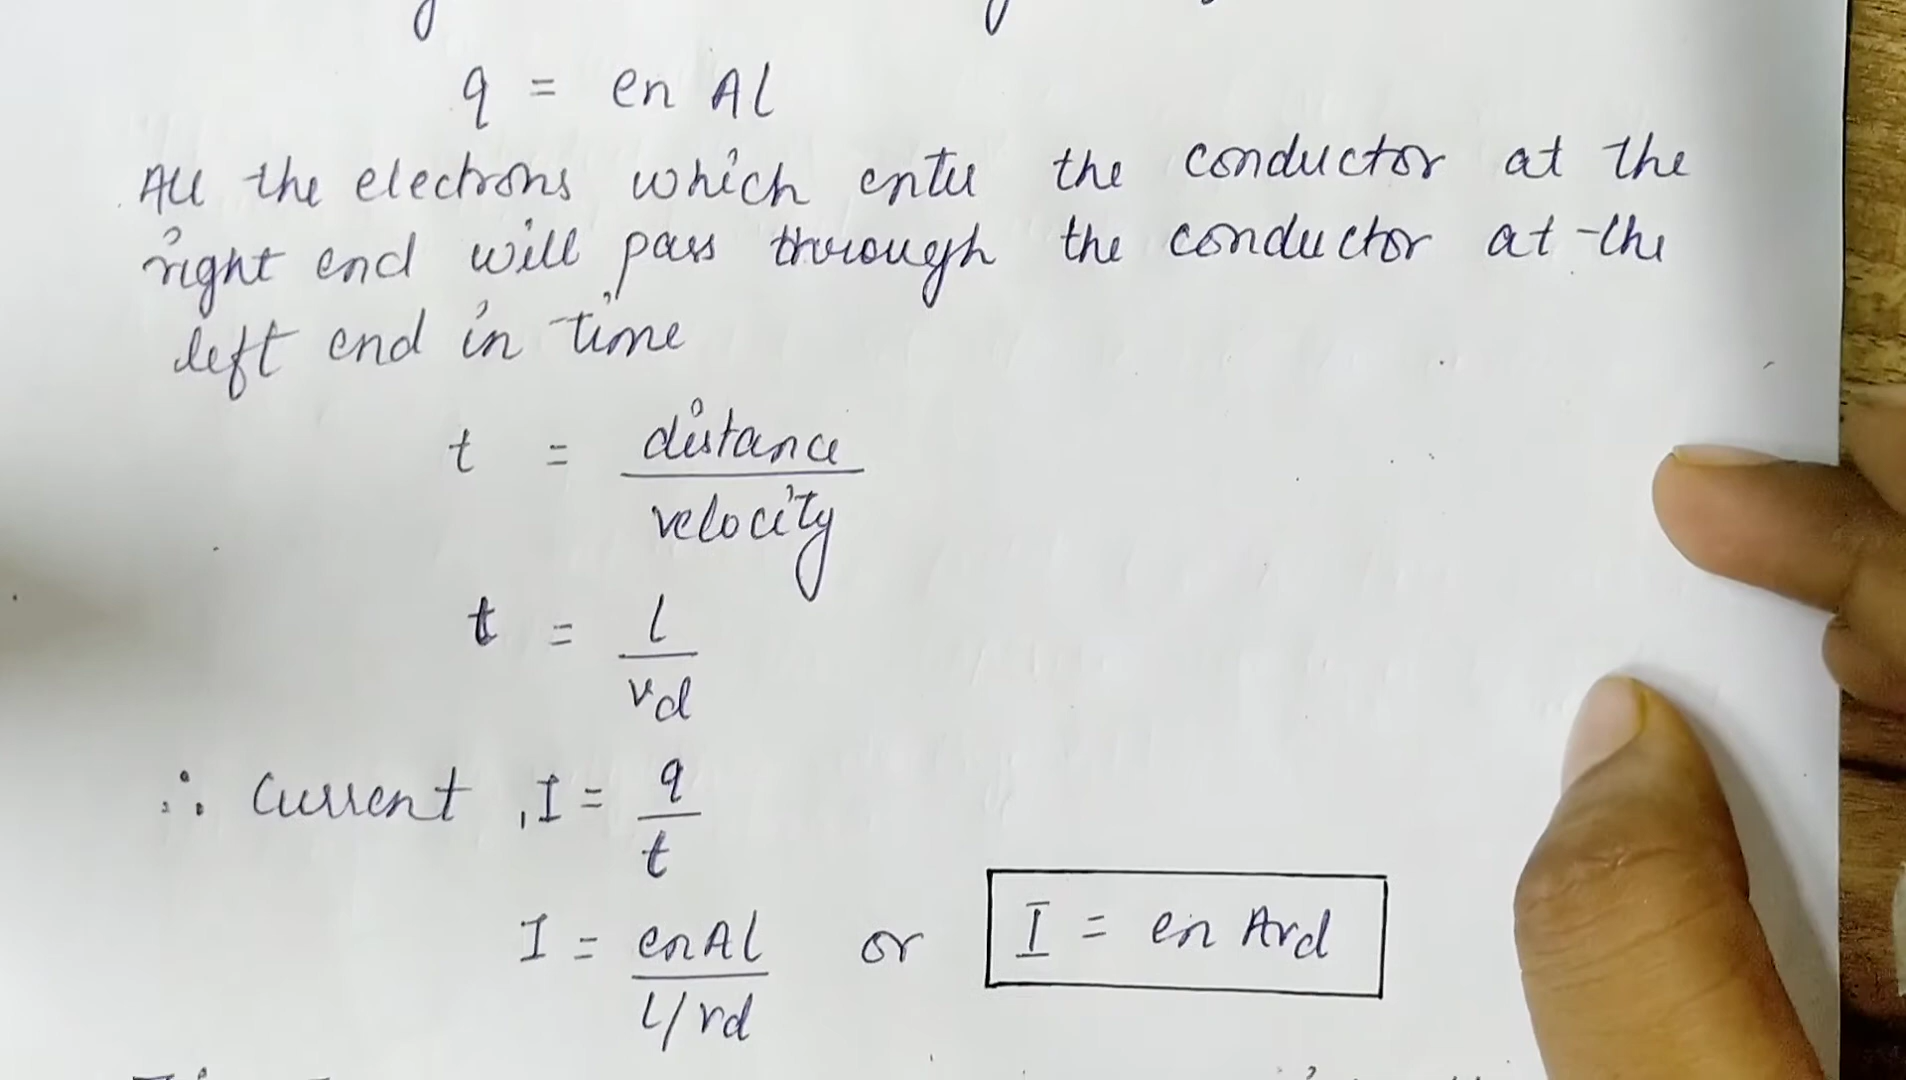 q = en Al
All the electrons which enter the conductor at the
right end will pass through the conductor at the
left end in time
t = distance / velocity
t = l / vd
∴ Current, I = q / t
I = enAl / l/vd or I = en Avd